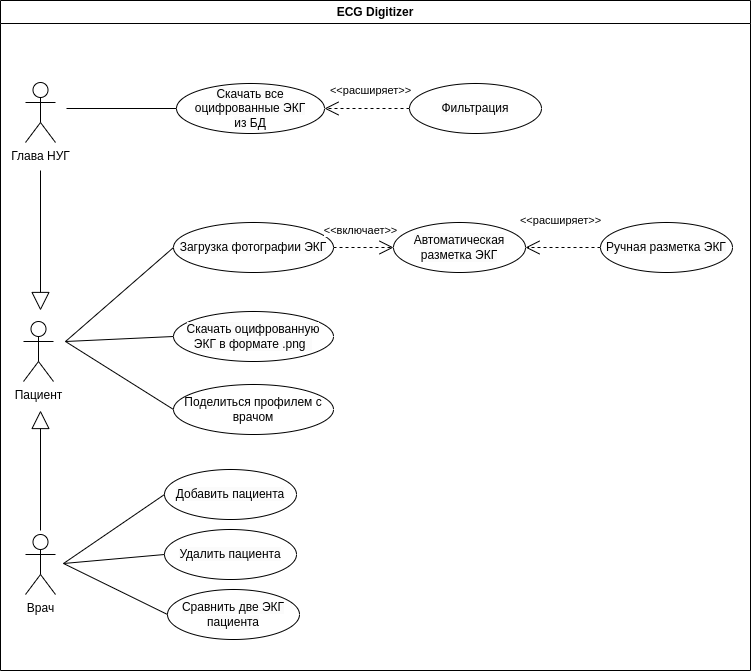 ECG Digitizer
Скачать все
оцифрованные ЭКГ
из БД
<<расширяет>>
Фильтрация
Глава НУГ
Загрузка фотографии ЭКГ
<<включает>>
Автоматическая
разметка ЭКГ
<<расширяет>>
Ручная разметка ЭКГ
Скачать оцифрованную
ЭКГ в формате .png
Пациент
Поделиться профилем с
врачом
Добавить пациента
Удалить пациента
Врач
Сравнить две ЭКГ
пациента